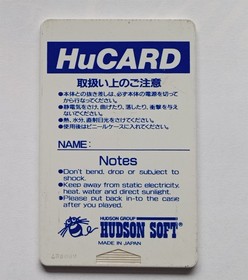 HuCARD
取扱い上のご注意
●本体との抜き差しは、必ず本体の電源を切って
から行なってください。
●静電気をさけ、曲げたり、落したり、衝撃を与え
ないでください。
●熱、水分、直射日光をさけてください。
●使用後はビニールケースに入れてください。
NAME:
Notes
●Don't bend, drop or subject to
shock.
●Keep away from static electricity,
heat, water and direct sunlight.
●Please put back in-to the case
after you played.
HUDSON GROUP
HUDSON SOFT
MADE IN JAPAN